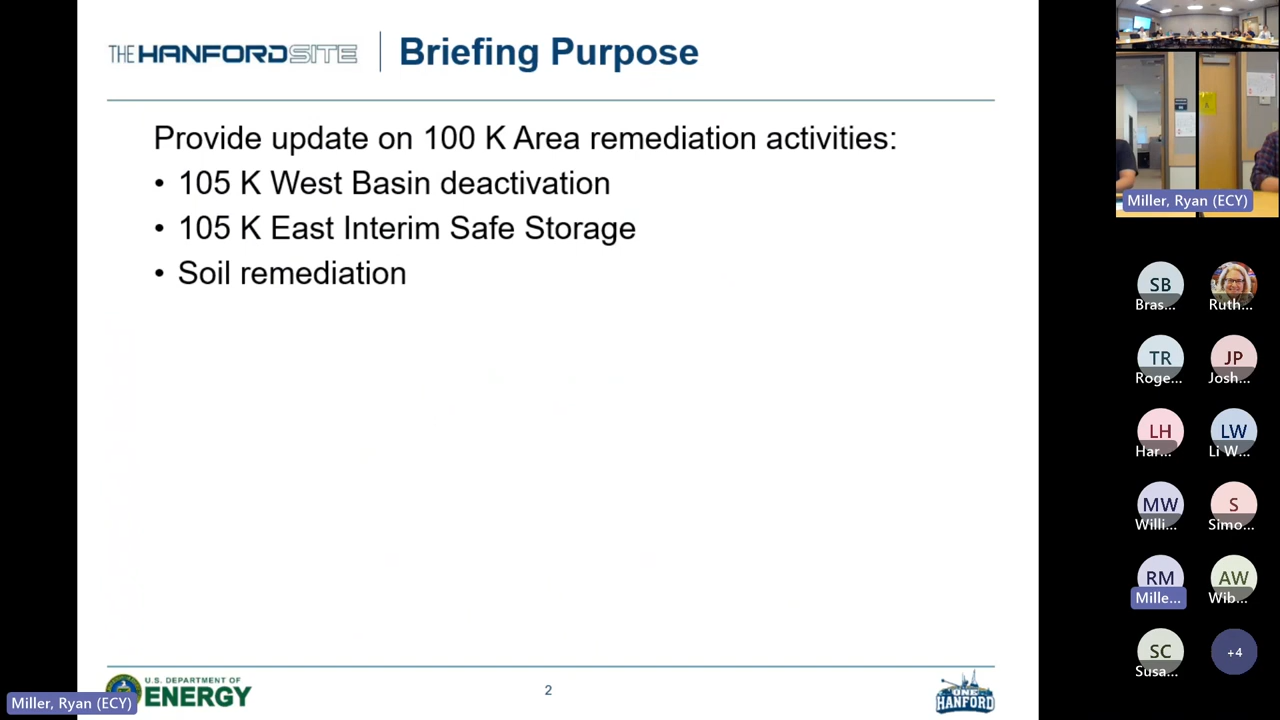 THE HANFORD SITE
Briefing Purpose
Provide update on 100 K Area remediation activities:
• 105 K West Basin deactivation
• 105 K East Interim Safe Storage
• Soil remediation
U.S. DEPARTMENT OF
ENERGY
2
ONE
HANFORD
Miller, Ryan (ECY)
Miller, Ryan (ECY)
SB
Bras...
Ruth...
TR
Roge...
JP
Josh...
LH
Har...
LW
Li W...
MW
Willi...
S
Simo...
RM
Mille...
AW
Wib...
SC
Susa...
+4